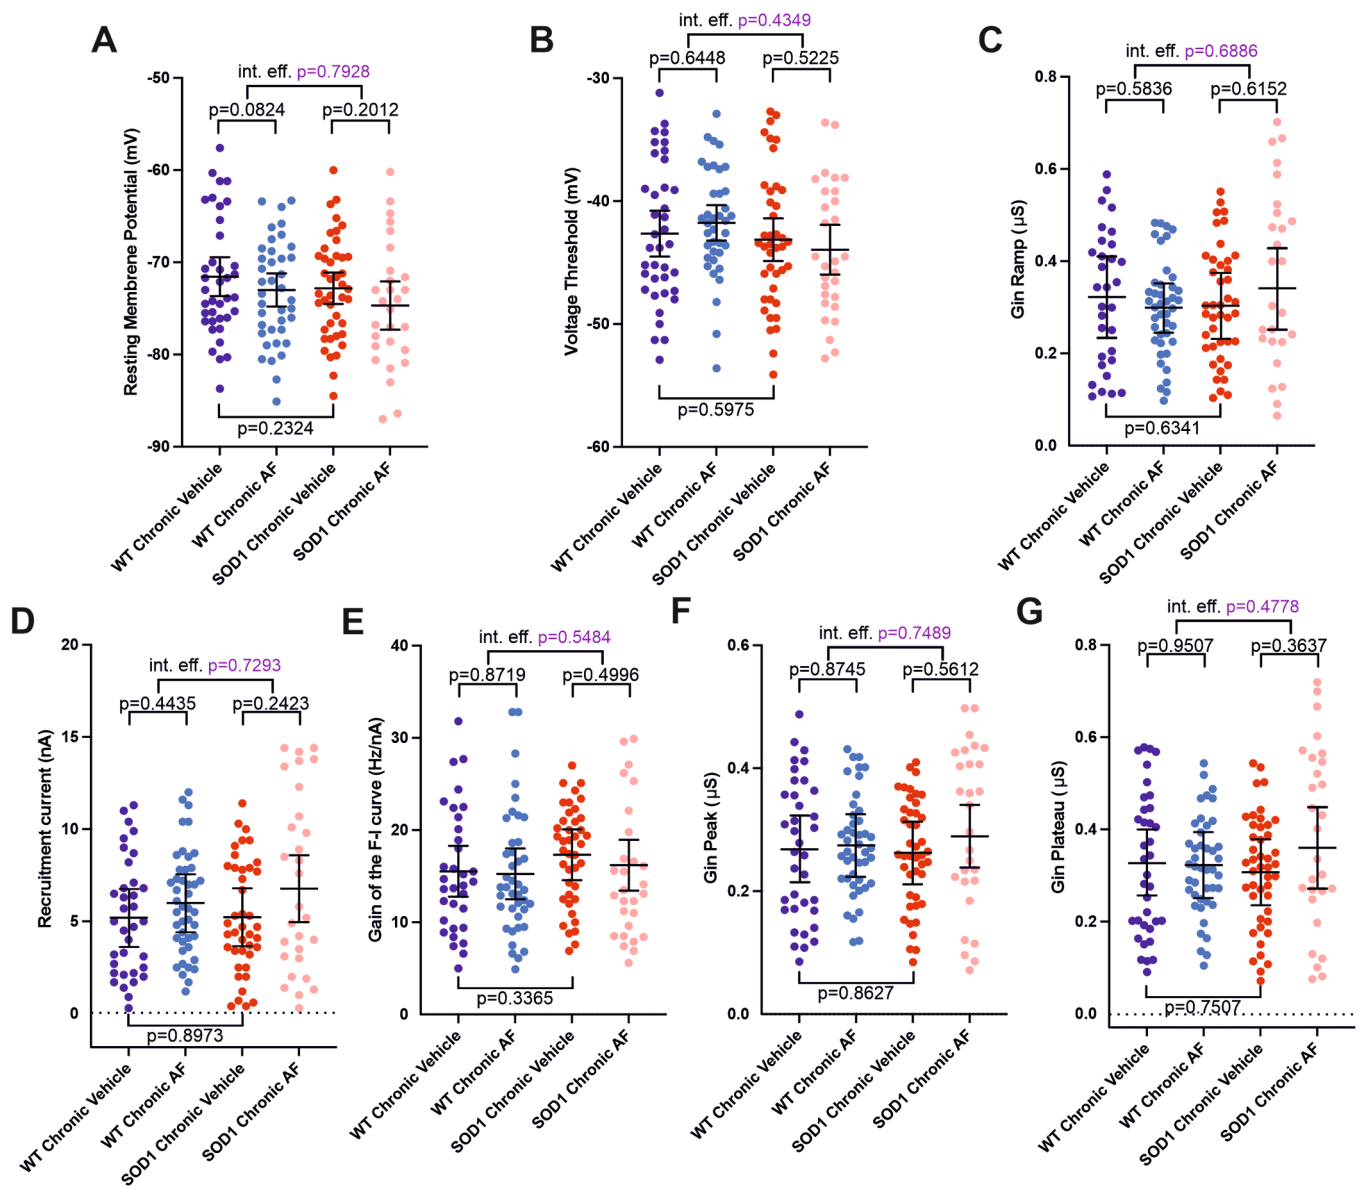 A
int. eff. p=0.7928
p=0.0824
p=0.2012
-50
-60
-70
-80
-90
Resting Membrene Potential (mV)
p=0.2324
WT Chronic Vehicle
WT Chronic AF
SOD1 Chronic Vehicle
SOD1 Chronic AF
B
int. eff. p=0.4349
p=0.6448
p=0.5225
-30
-40
-50
-60
Voltage Threshold (mV)
p=0.5975
WT Chronic Vehicle
WT Chronic AF
SOD1 Chronic Vehicle
SOD1 Chronic AF
C
int. eff. p=0.6886
p=0.5836
p=0.6152
0.8
0.6
0.4
0.2
0.0
Gin Ramp (µS)
p=0.6341
WT Chronic Vehicle
WT Chronic AF
SOD1 Chronic Vehicle
SOD1 Chronic AF
D
int. eff. p=0.7293
p=0.4435
p=0.2423
20
15
10
5
0
Recruitment current (nA)
p=0.8973
WT Chronic Vehicle
WT Chronic AF
SOD1 Chronic Vehicle
SOD1 Chronic AF
E
int. eff. p=0.5484
p=0.8719
p=0.4996
40
30
20
10
0
Gain of the F-I curve (Hz/nA)
p=0.3365
WT Chronic Vehicle
WT Chronic AF
SOD1 Chronic Vehicle
SOD1 Chronic AF
F
int. eff. p=0.7489
p=0.8745
p=0.5612
0.6
0.4
0.2
0.0
Gin Peak (µS)
p=0.8627
WT Chronic Vehicle
WT Chronic AF
SOD1 Chronic Vehicle
SOD1 Chronic AF
G
int. eff. p=0.4778
p=0.9507
p=0.3637
0.8
0.6
0.4
0.2
0.0
Gin Plateau (µS)
p=0.7507
WT Chronic Vehicle
WT Chronic AF
SOD1 Chronic Vehicle
SOD1 Chronic AF